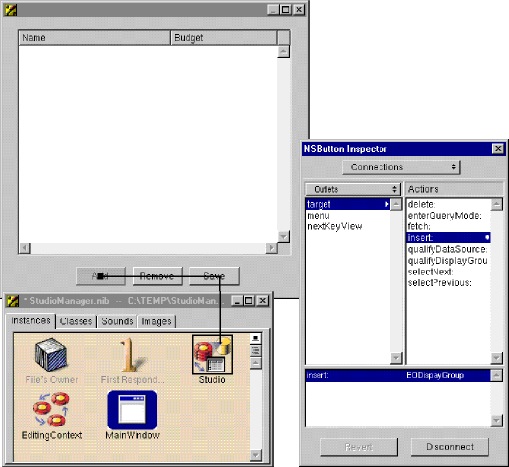 Name Budget
Add Remove Save
* StudioManager.nib -- C:\TEMP\StudioMan...
Instances Classes Sounds Images
File's Owner First Respond... Studio
EditingContext MainWindow
NSButton Inspector
Connections
Outlets Actions
target delete:
menu enterQueryMode:
nextKeyView fetch:
insert:
qualifyDataSource:
qualifyDisplayGrou
selectNext:
selectPrevious:
insert: EODispayGroup
Revert Disconnect